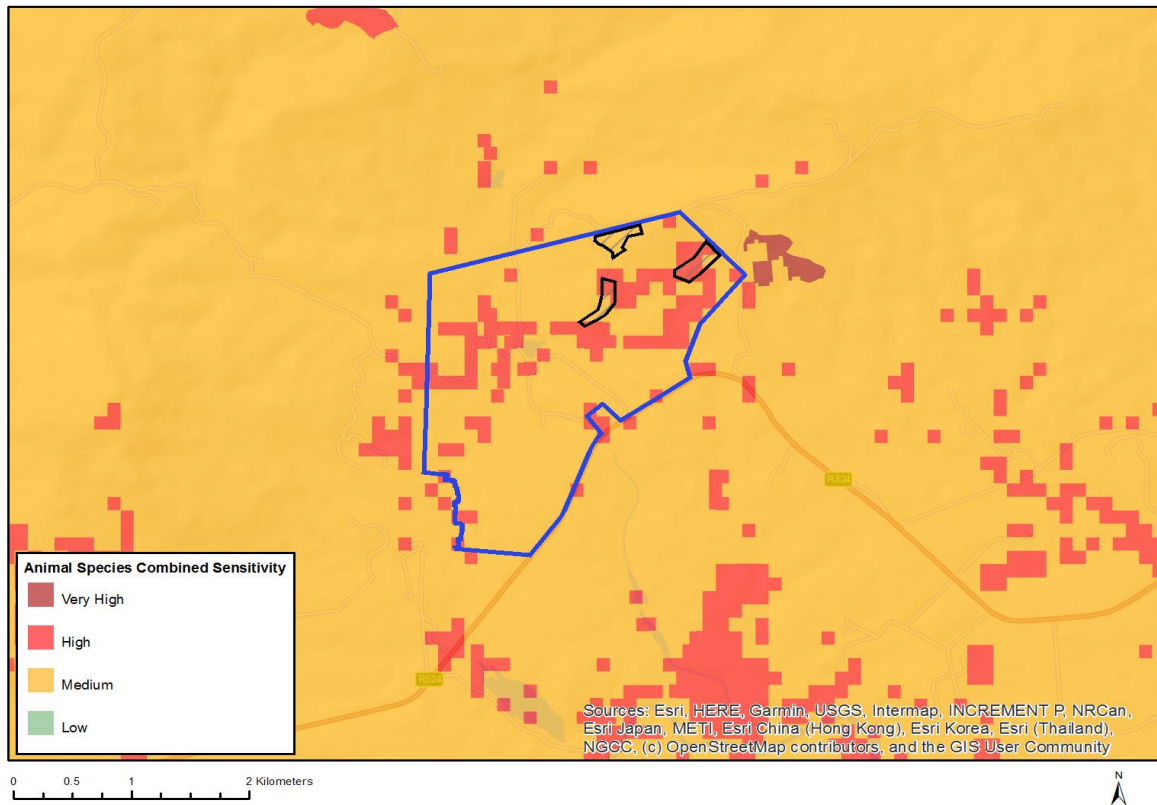 R524
R524
Animal Species Combined Sensitivity
Very High
High
Medium
Low
Sources: Esri, HERE, Garmin, USGS, Intermap, INCREMENT P, NRCan,
Esri Japan, METI, Esri China (Hong Kong), Esri Korea, Esri (Thailand),
NGCC, (c) OpenStreetMap contributors, and the GIS User Community
0 0.5 1 2 Kilometers
N